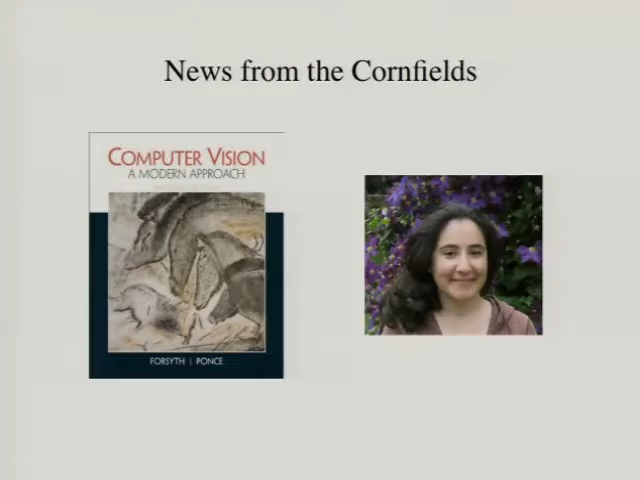 News from the Cornfields
COMPUTER VISION
A MODERN APPROACH
FORSYTH | PONCE